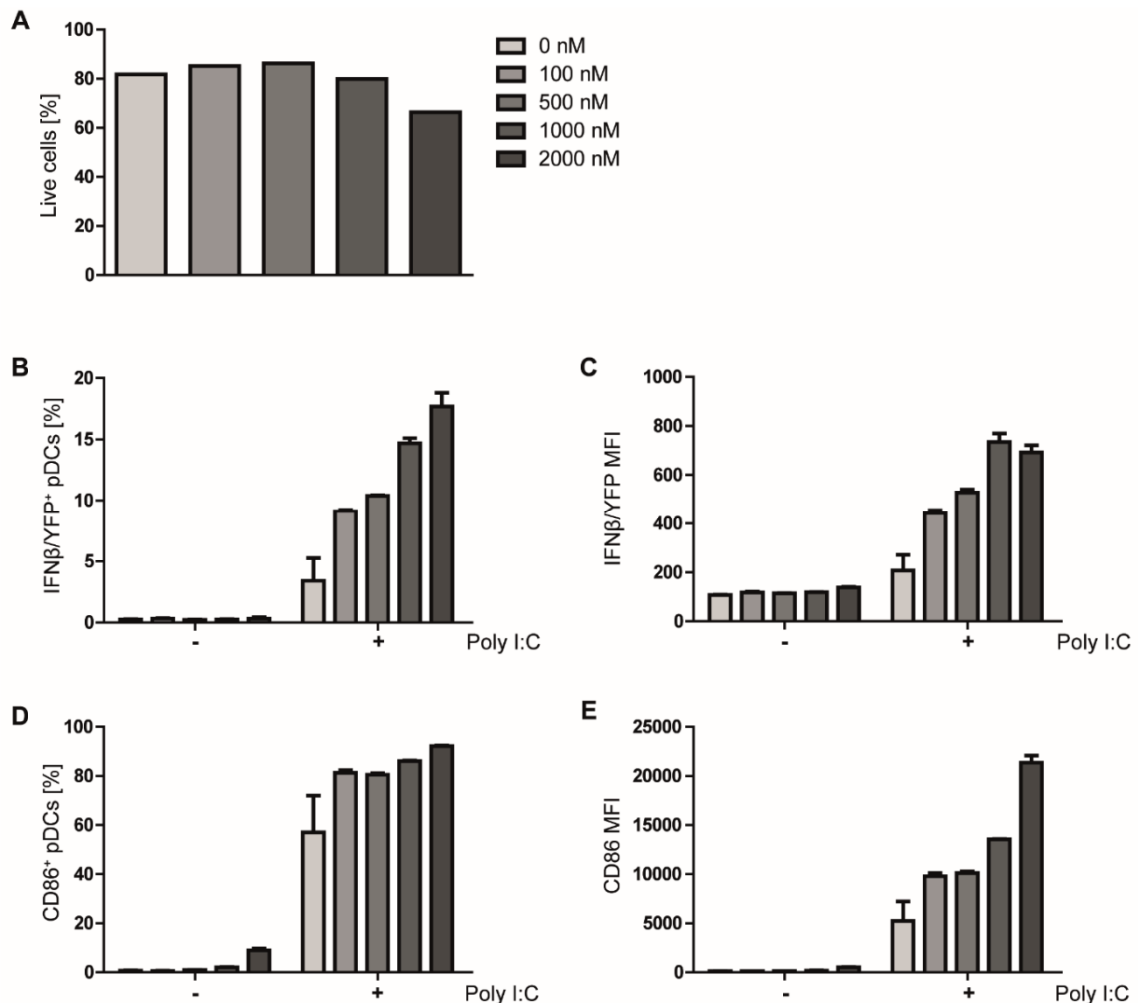 A
Live cells [%]
100
80
60
40
20
0
0 nM
100 nM
500 nM
1000 nM
2000 nM
B
IFNβ/YFP⁺ pDCs [%]
20
15
10
5
0
- + Poly I:C
C
IFNβ/YFP MFI
1000
800
600
400
200
0
- + Poly I:C
D
CD86⁺ pDCs [%]
100
80
60
40
20
0
- + Poly I:C
E
CD86 MFI
25000
20000
15000
10000
5000
0
- + Poly I:C